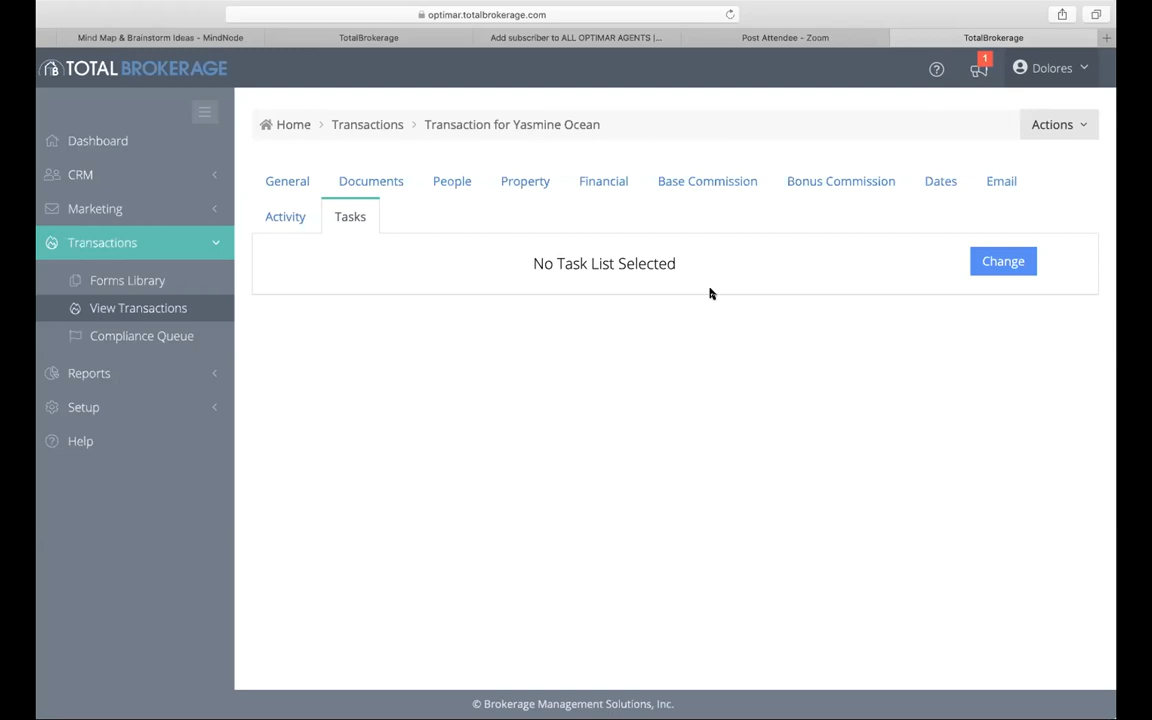 optimar.totalbrokerage.com
Mind Map & Brainstorm Ideas - MindNode
TotalBrokerage
Add subscriber to ALL OPTIMAR AGENTS |...
Post Attendee - Zoom
TotalBrokerage
TOTAL BROKERAGE
1
Dolores
Home > Transactions > Transaction for Yasmine Ocean
Actions
Dashboard
CRM
Marketing
Transactions
Forms Library
View Transactions
Compliance Queue
Reports
Setup
Help
General
Documents
People
Property
Financial
Base Commission
Bonus Commission
Dates
Email
Activity
Tasks
No Task List Selected
Change
© Brokerage Management Solutions, Inc.